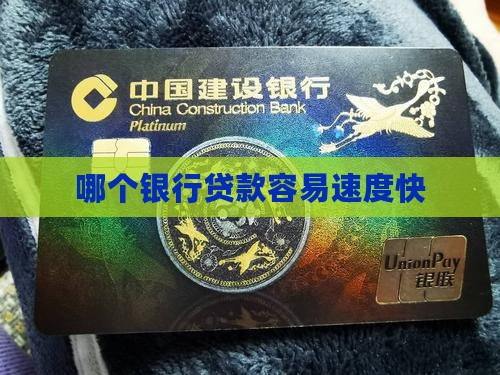 中国建设银行
China Construction Bank
Platinum
哪个银行贷款容易速度快
UnionPay
银联